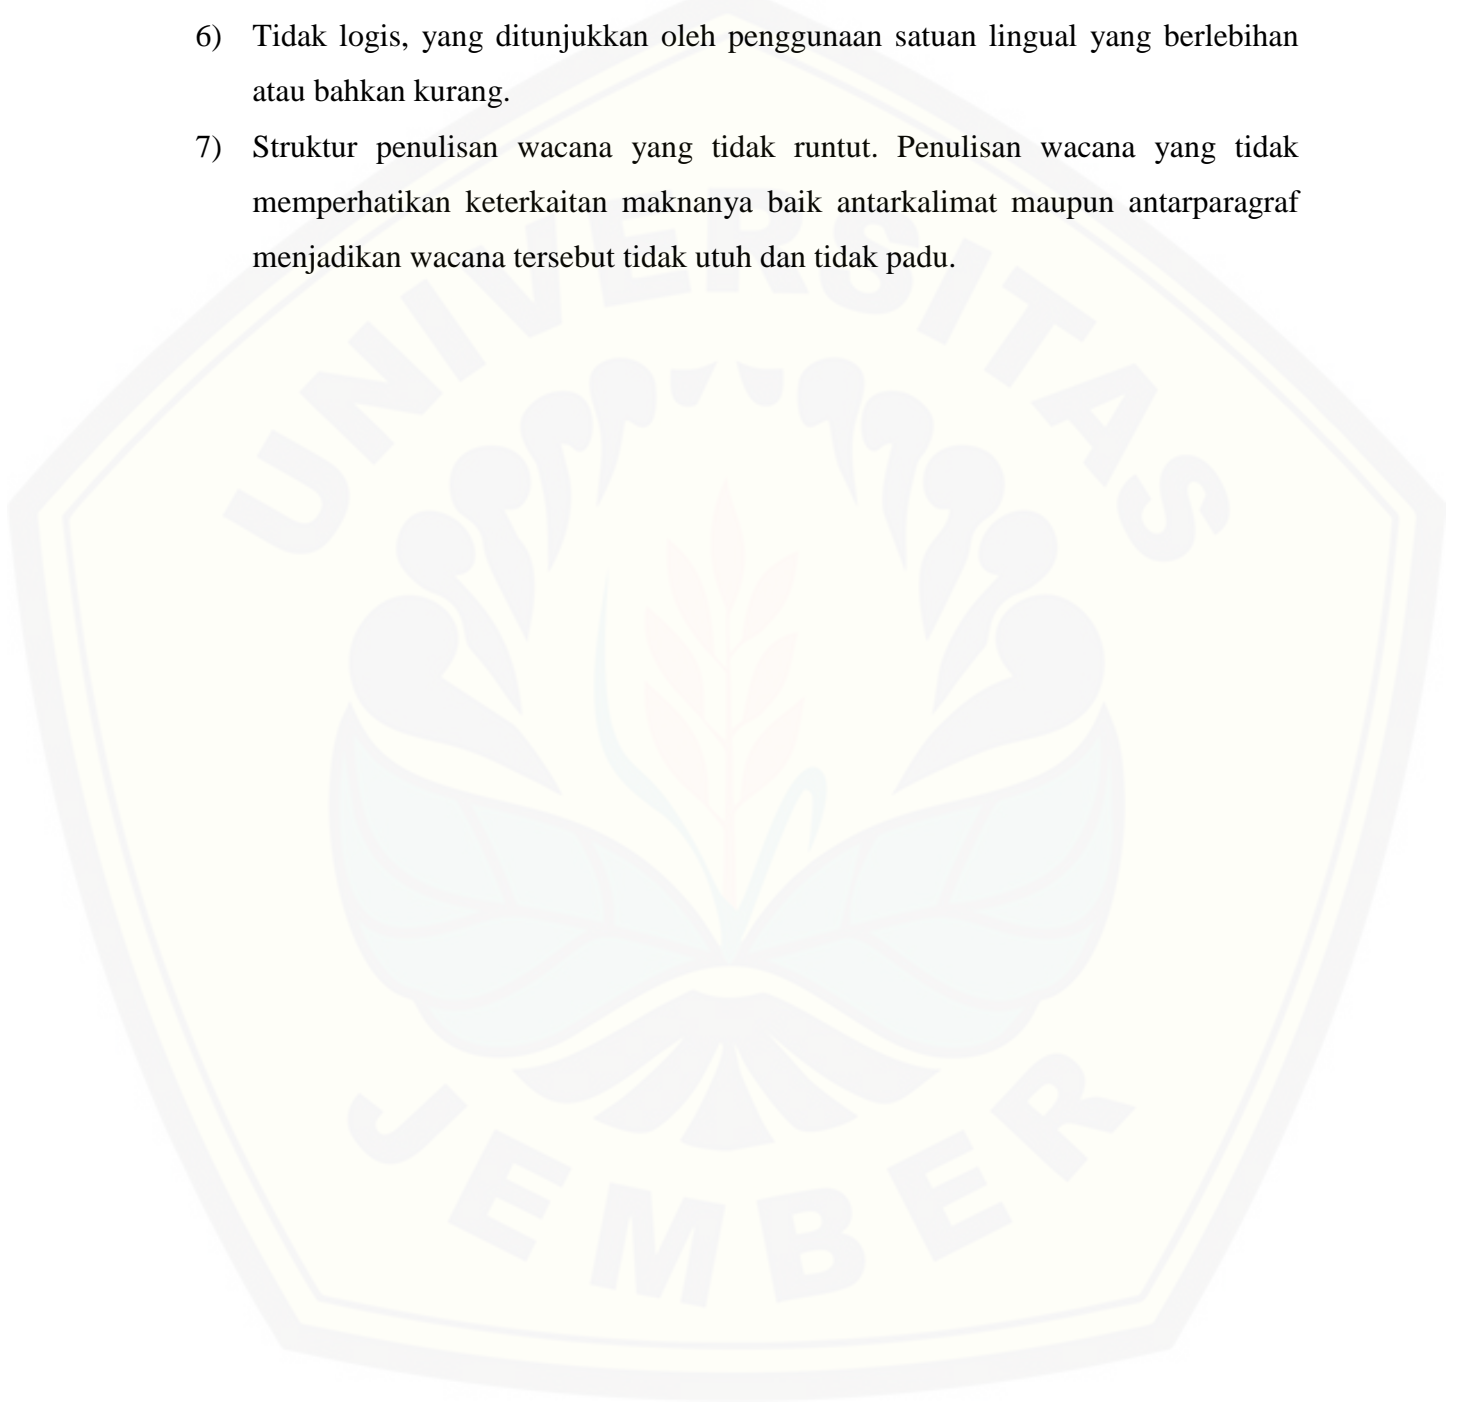 6) Tidak logis, yang ditunjukkan oleh penggunaan satuan lingual yang berlebihan
atau bahkan kurang.
7) Struktur penulisan wacana yang tidak runtut. Penulisan wacana yang tidak
memperhatikan keterkaitan maknanya baik antarkalimat maupun antarparagraf
menjadikan wacana tersebut tidak utuh dan tidak padu.
UNIVERSITAS
JEMBER